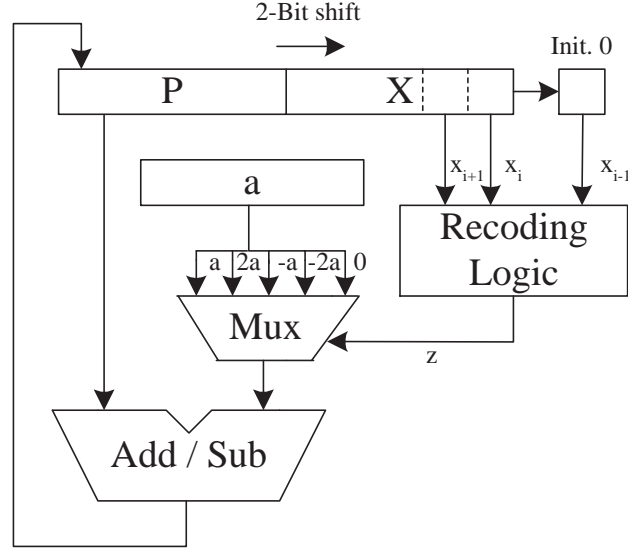 2-Bit shift
Init. 0
P X
x_{i+1} x_i x_{i-1}
a
Recoding
Logic
a 2a -a -2a 0
Mux
z
Add / Sub